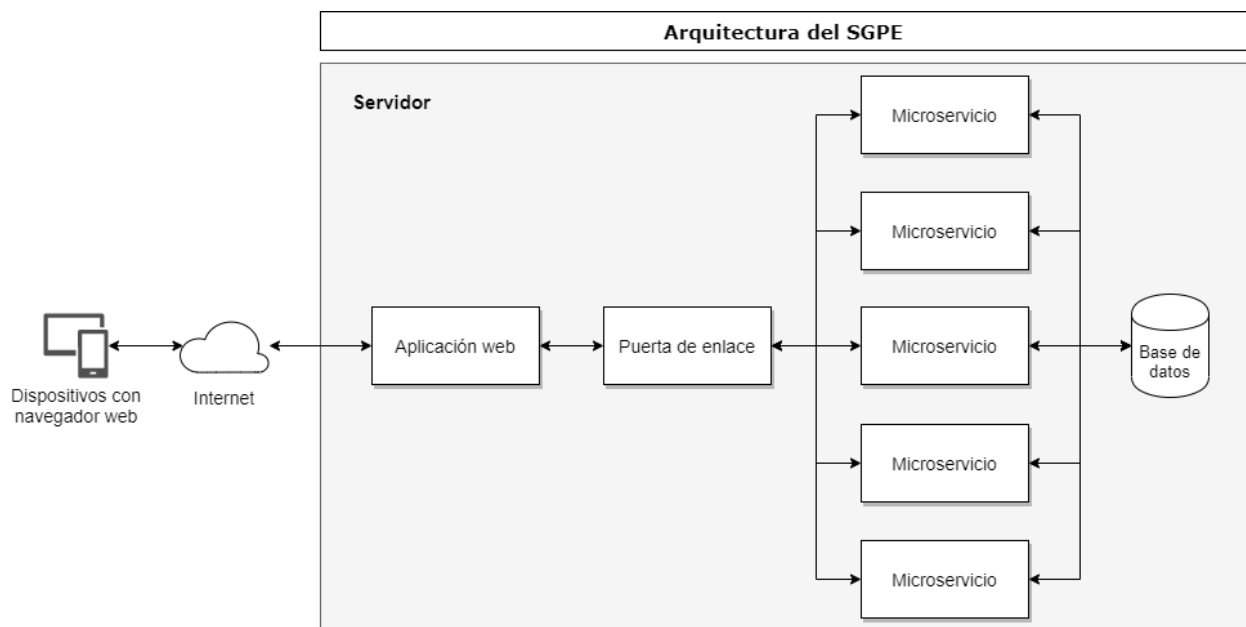 Arquitectura del SGPE
Servidor
Microservicio
Microservicio
Dispositivos con
navegador web
Internet
Aplicación web
Puerta de enlace
Microservicio
Base de
datos
Microservicio
Microservicio